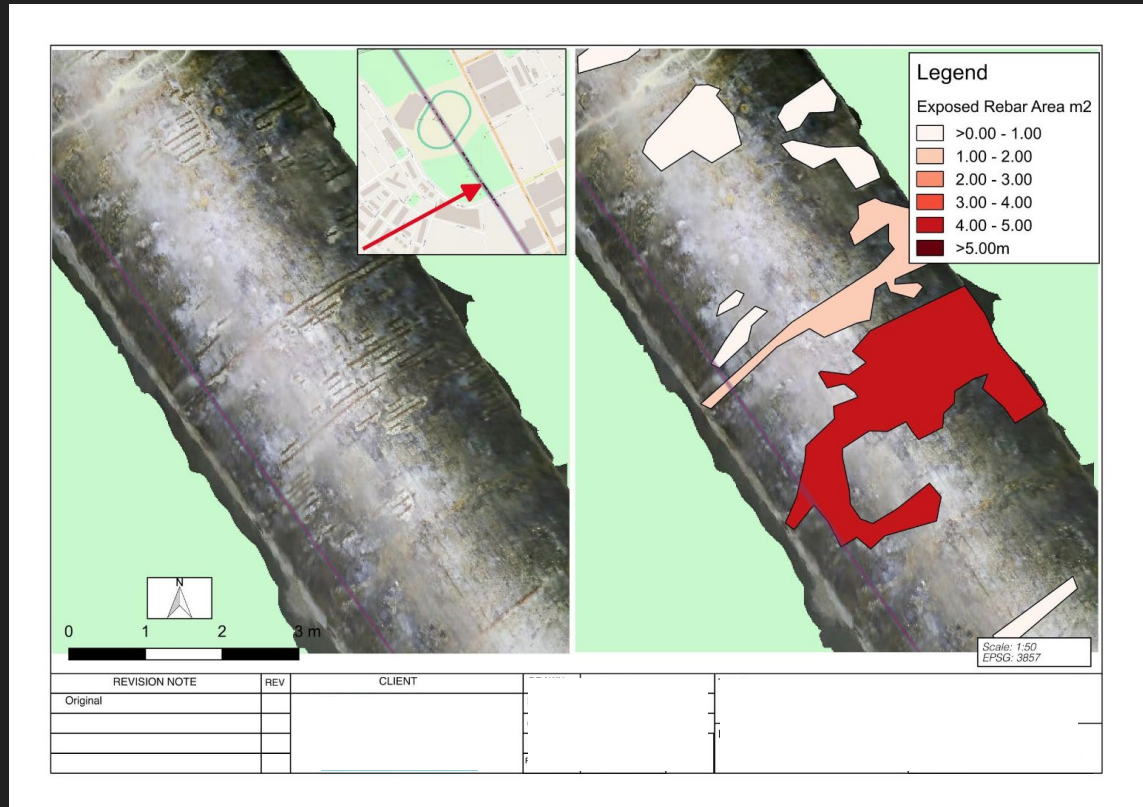 Legend
Exposed Rebar Area m2
>0.00 - 1.00
1.00 - 2.00
2.00 - 3.00
3.00 - 4.00
4.00 - 5.00
>5.00m
N
0 1 2 3 m
Scale: 1:50
EPSG: 3857
REVISION NOTE REV CLIENT
Original